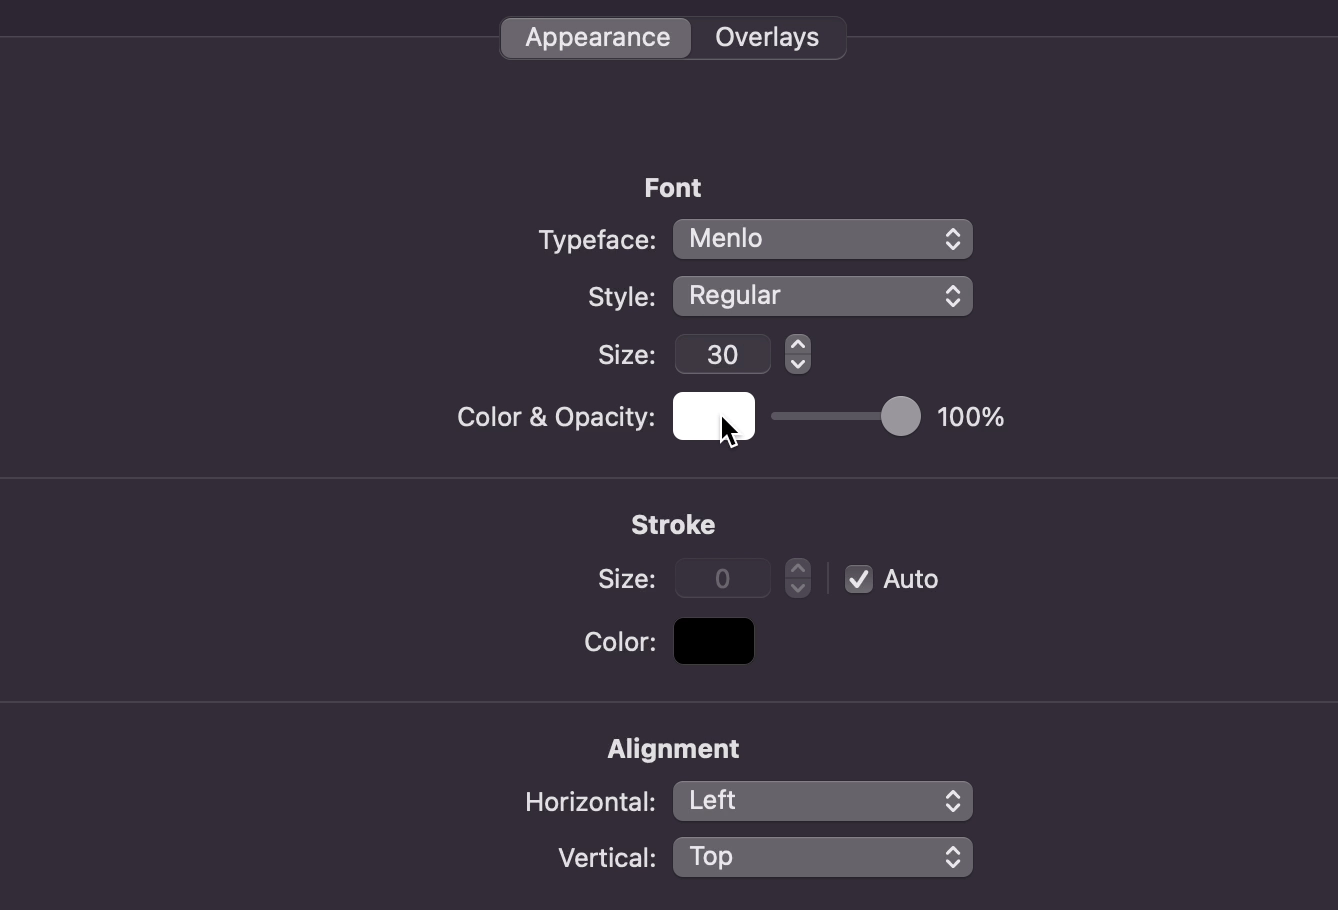 Appearance Overlays
Font
Typeface: Menlo
Style: Regular
Size: 30
Color & Opacity: 100%
Stroke
Size: 0 Auto
Color:
Alignment
Horizontal: Left
Vertical: Top